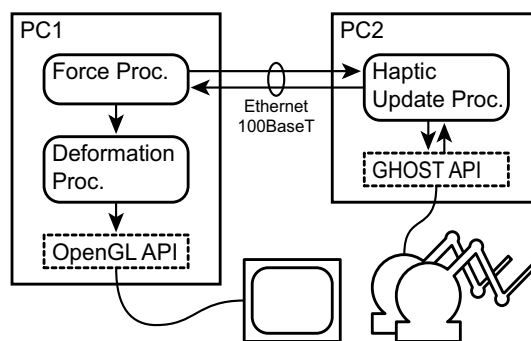 PC1
Force Proc.
Deformation
Proc.
OpenGL API
Ethernet
100BaseT
PC2
Haptic
Update Proc.
GHOST API